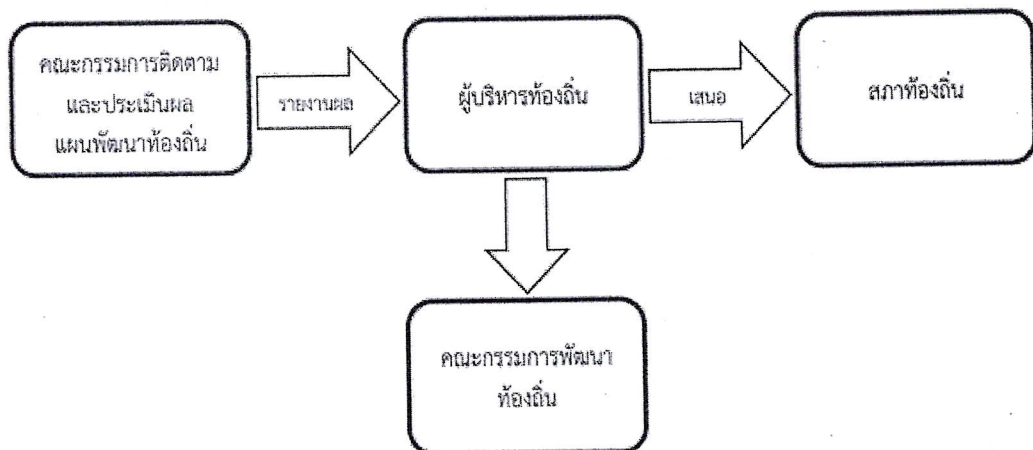 คณะกรรมการติดตาม
และประเมินผล
แผนพัฒนาท้องถิ่น
รายงานผล
ผู้บริหารท้องถิ่น
เสนอ
สภาท้องถิ่น
คณะกรรมการพัฒนา
ท้องถิ่น